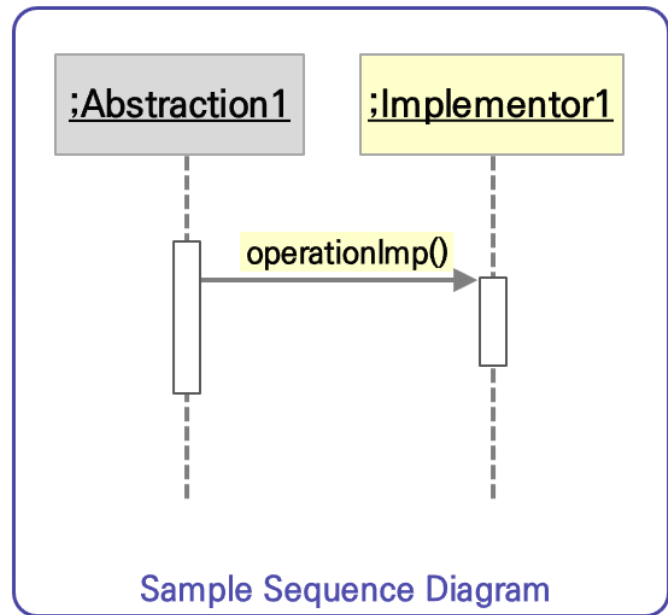 ;Abstraction1
;Implementor1
operationImp()
Sample Sequence Diagram